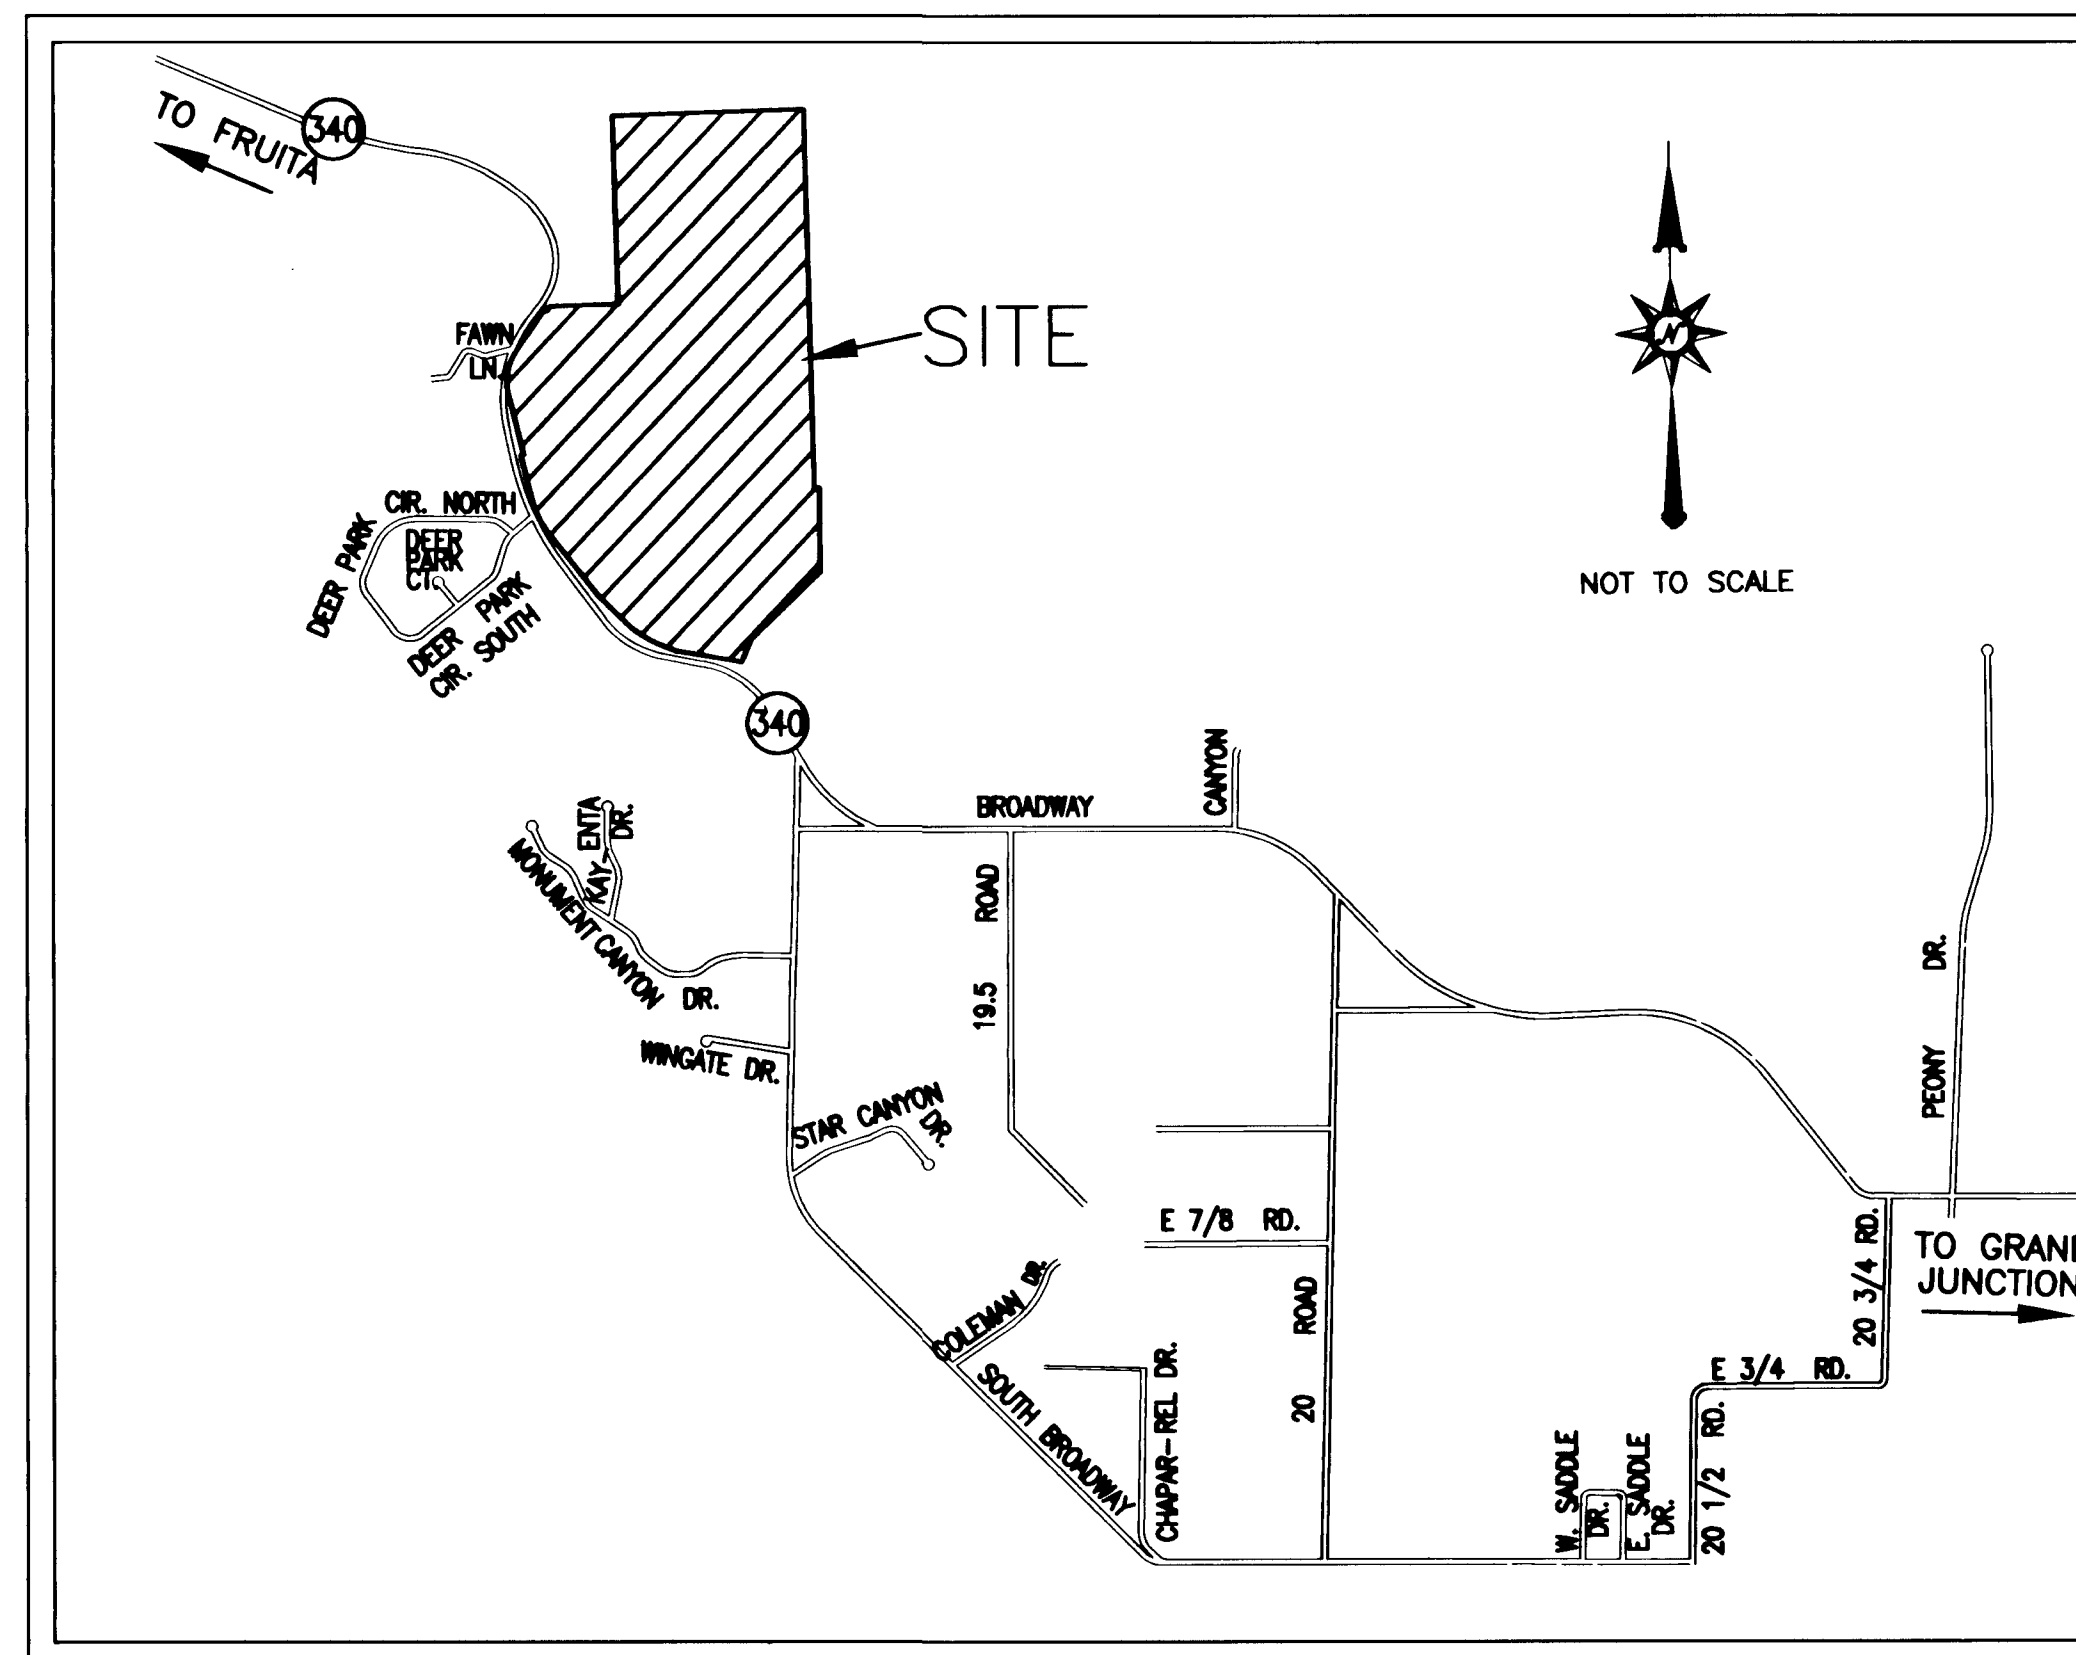 TO FRUITA
340
SITE
FAWN
LN.
NOT TO SCALE
CIR. NORTH
DEER PARK
DEER
PARK
CT.
DEER PARK
CIR. SOUTH
340
BROADWAY
CANYON
KAY-ENTA
DR.
MONUMENT CANYON DR.
19.5 ROAD
PEONY DR.
WINGATE DR.
STAR CANYON
DR.
E 7/8 RD.
20 3/4 RD.
TO GRAN
JUNCTION
COLEMAN DR.
20 ROAD
SOUTH BROADWAY
CHAPAR-REL DR.
E 3/4 RD.
W. SADDLE
DR.
E. SADDLE
DR.
20 1/2 RD.
N